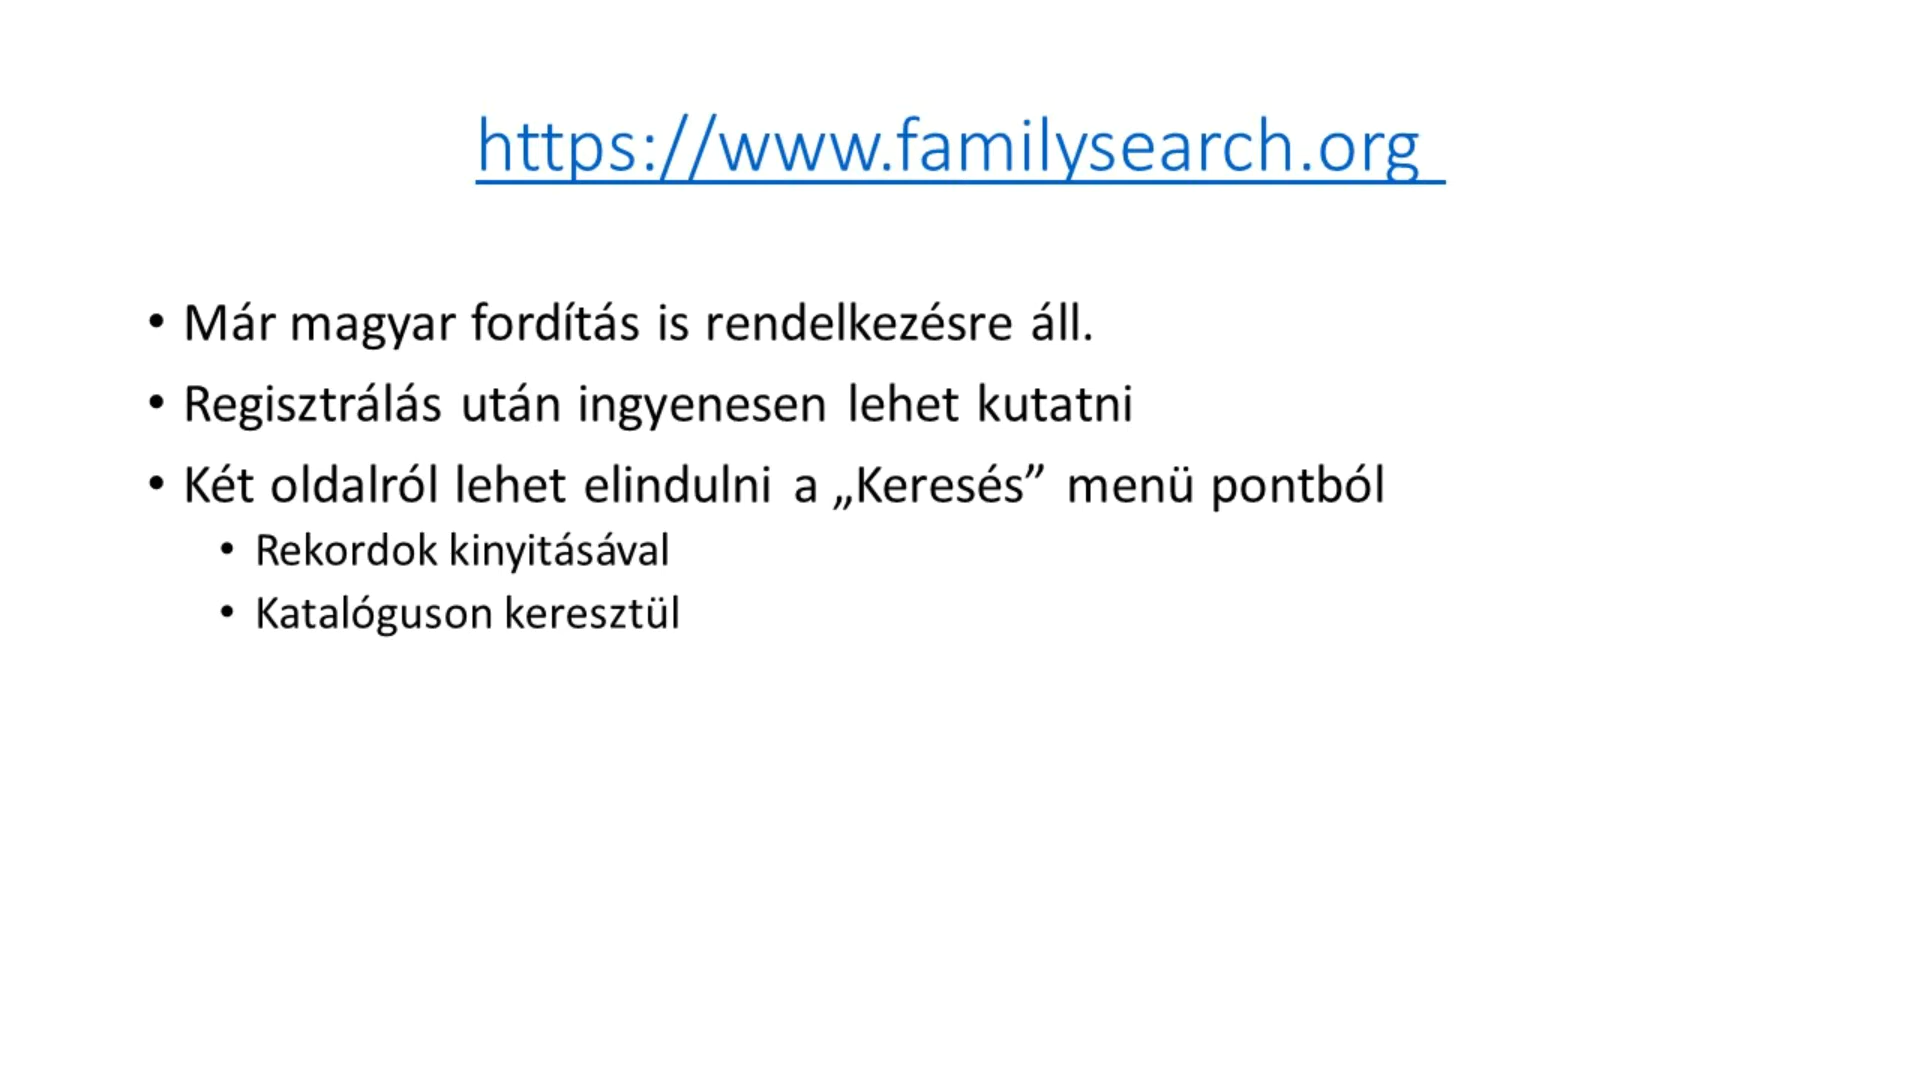 https://www.familysearch.org
• Már magyar fordítás is rendelkezésre áll.
• Regisztrálás után ingyenesen lehet kutatni
• Két oldalról lehet elindulni a „Keresés” menü pontból
• Rekordok kinyitásával
• Katalóguson keresztül